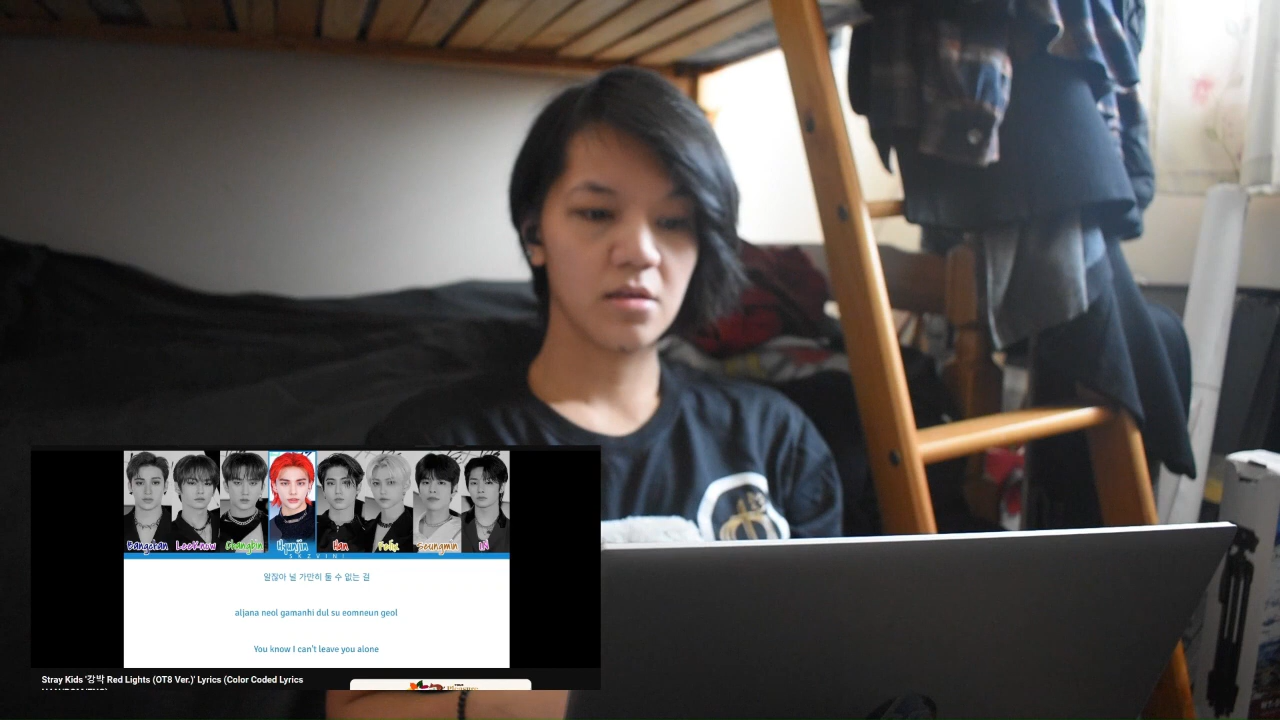 Bangchan LeeKnow Changbin Hyunjin Han Felix Seungmin IN
SKZVINI
알잖아 널 가만히 둘 수 없는 걸
aljana neol gamanhi dul su eomneun geol
You know I can't leave you alone
Stray Kids '강박 Red Lights (OT8 Ver.)' Lyrics (Color Coded Lyrics